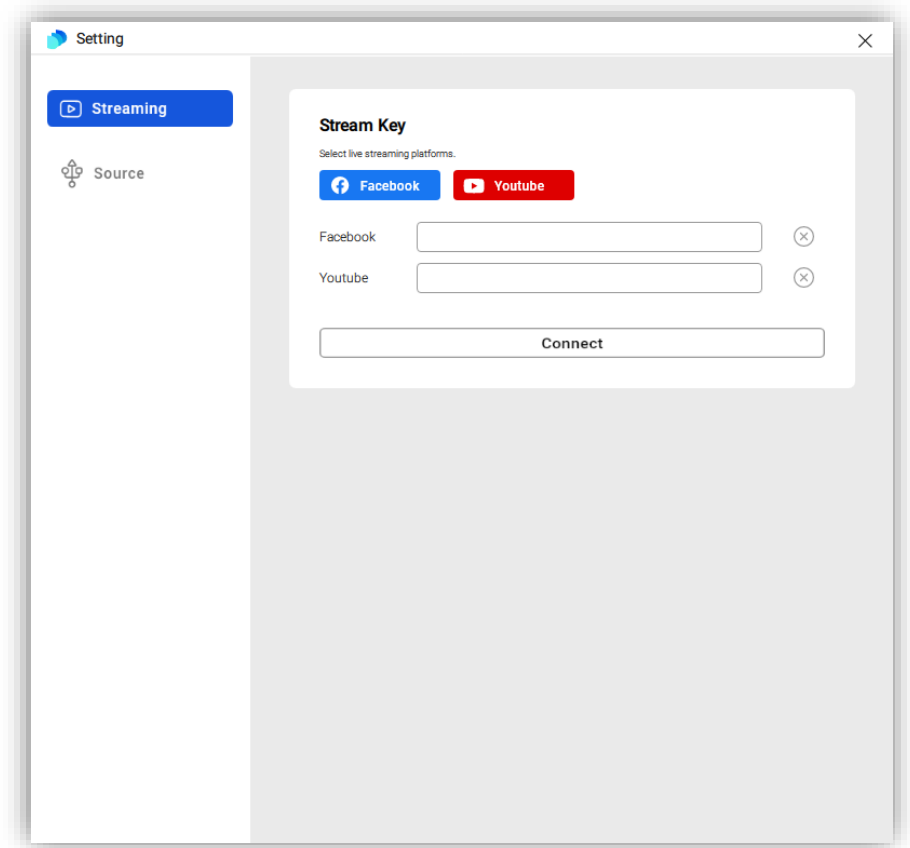 Setting
Streaming
Source
Stream Key
Select live streaming platforms.
Facebook Youtube
Facebook
Youtube
Connect